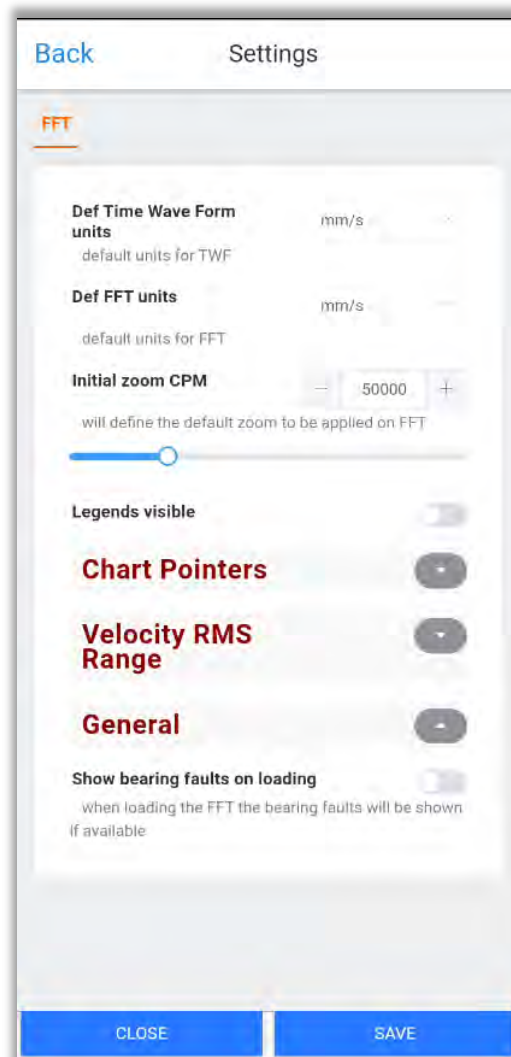 Back
Settings
FFT
Def Time Wave Form
units
mm/s
default units for TWF
Def FFT units
mm/s
default units for FFT
Initial zoom CPM
− 50000 +
will define the default zoom to be applied on FFT
Legends visible
Chart Pointers
Velocity RMS
Range
General
Show bearing faults on loading
when loading the FFT the bearing faults will be shown
if available
CLOSE
SAVE